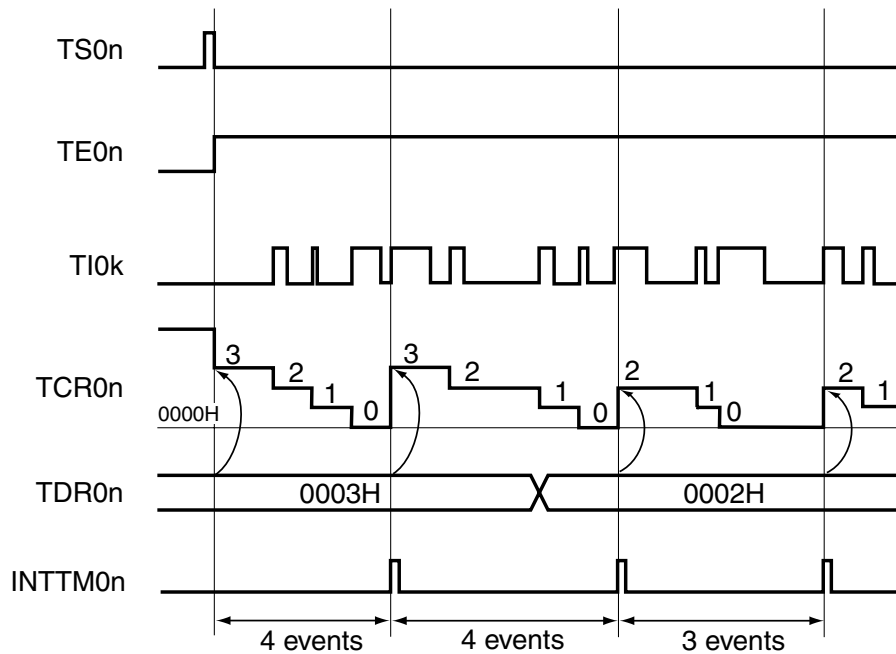 TS0n
TE0n
TI0k
TCR0n
3 2 1 0 3 2 1 0 2 1 0 2 1
0000H
TDR0n 0003H 0002H
INTTM0n
4 events 4 events 3 events